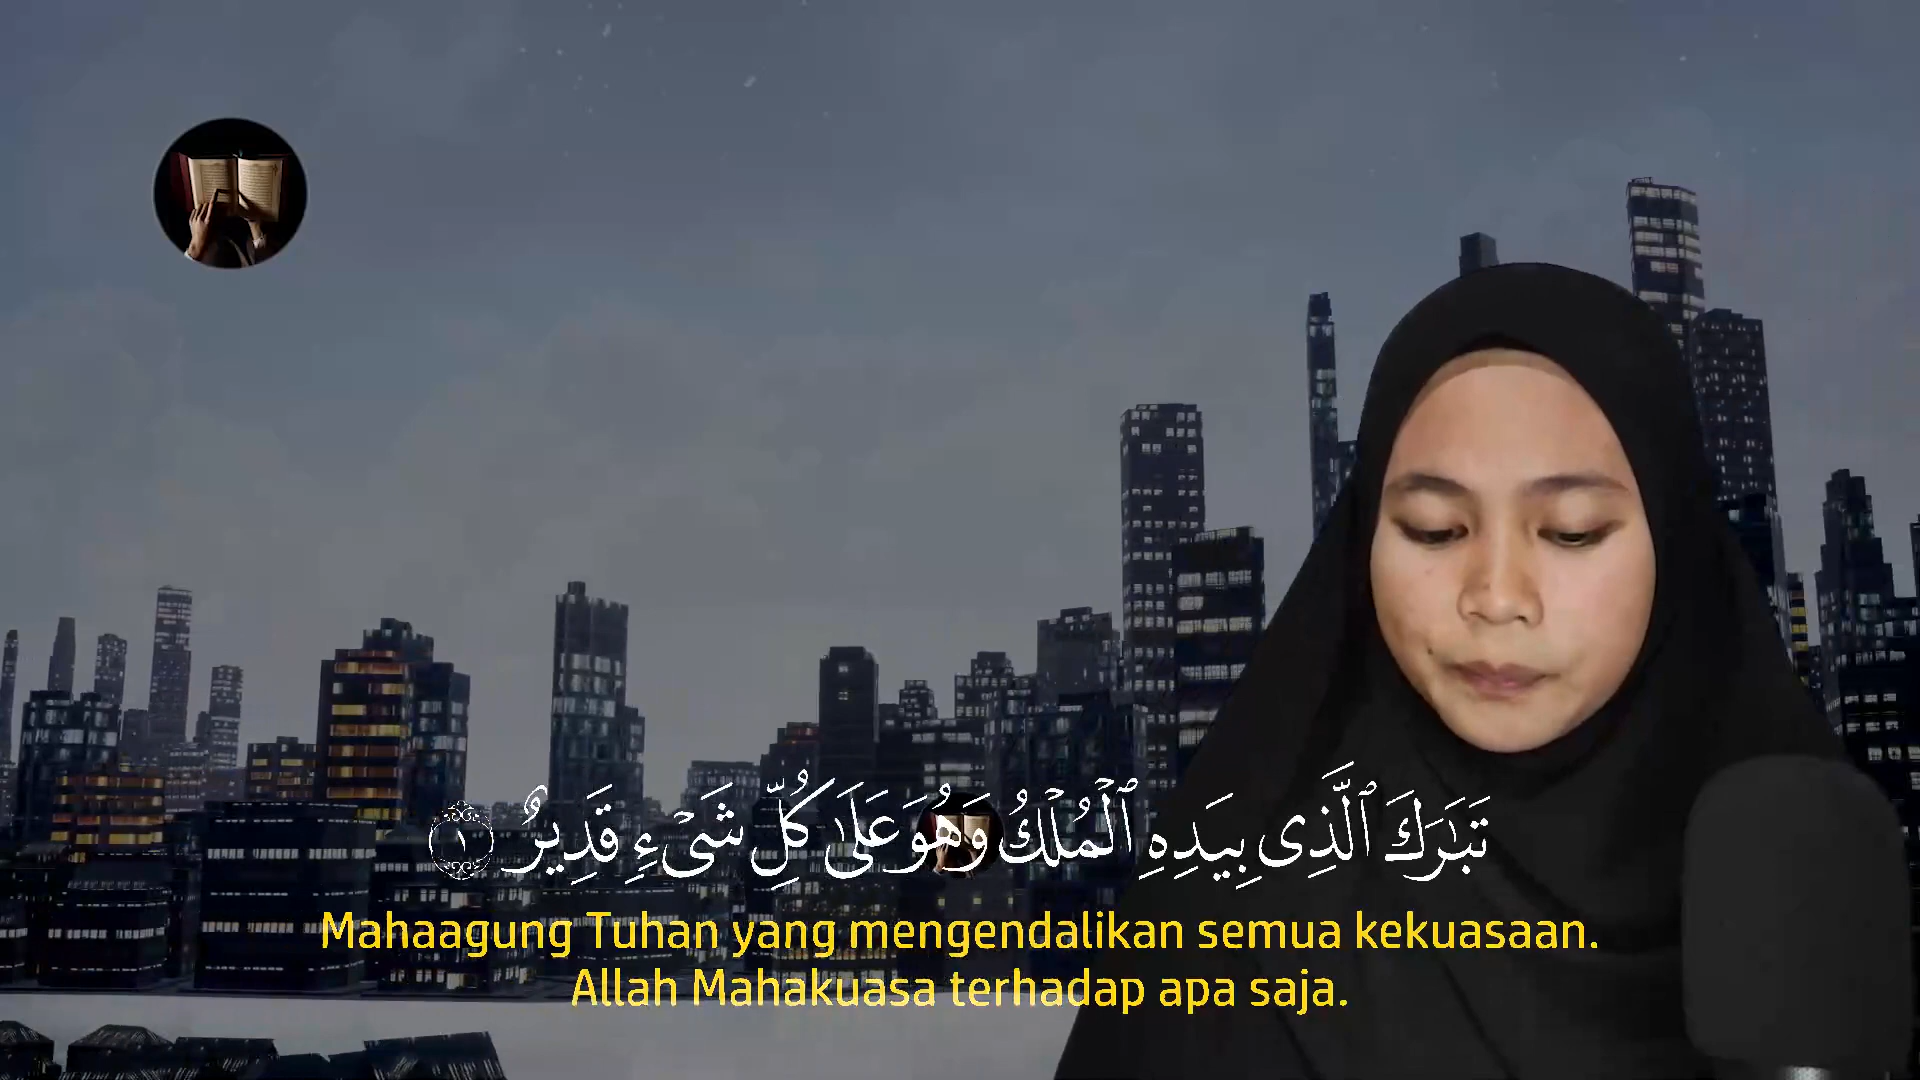 تَبَٰرَكَ ٱلَّذِى بِيَدِهِ ٱلْمُلْكُ وَهُوَ عَلَىٰ كُلِّ شَىْءٍ قَدِيرٌ ١
Mahaagung Tuhan yang mengendalikan semua kekuasaan.
Allah Mahakuasa terhadap apa saja.